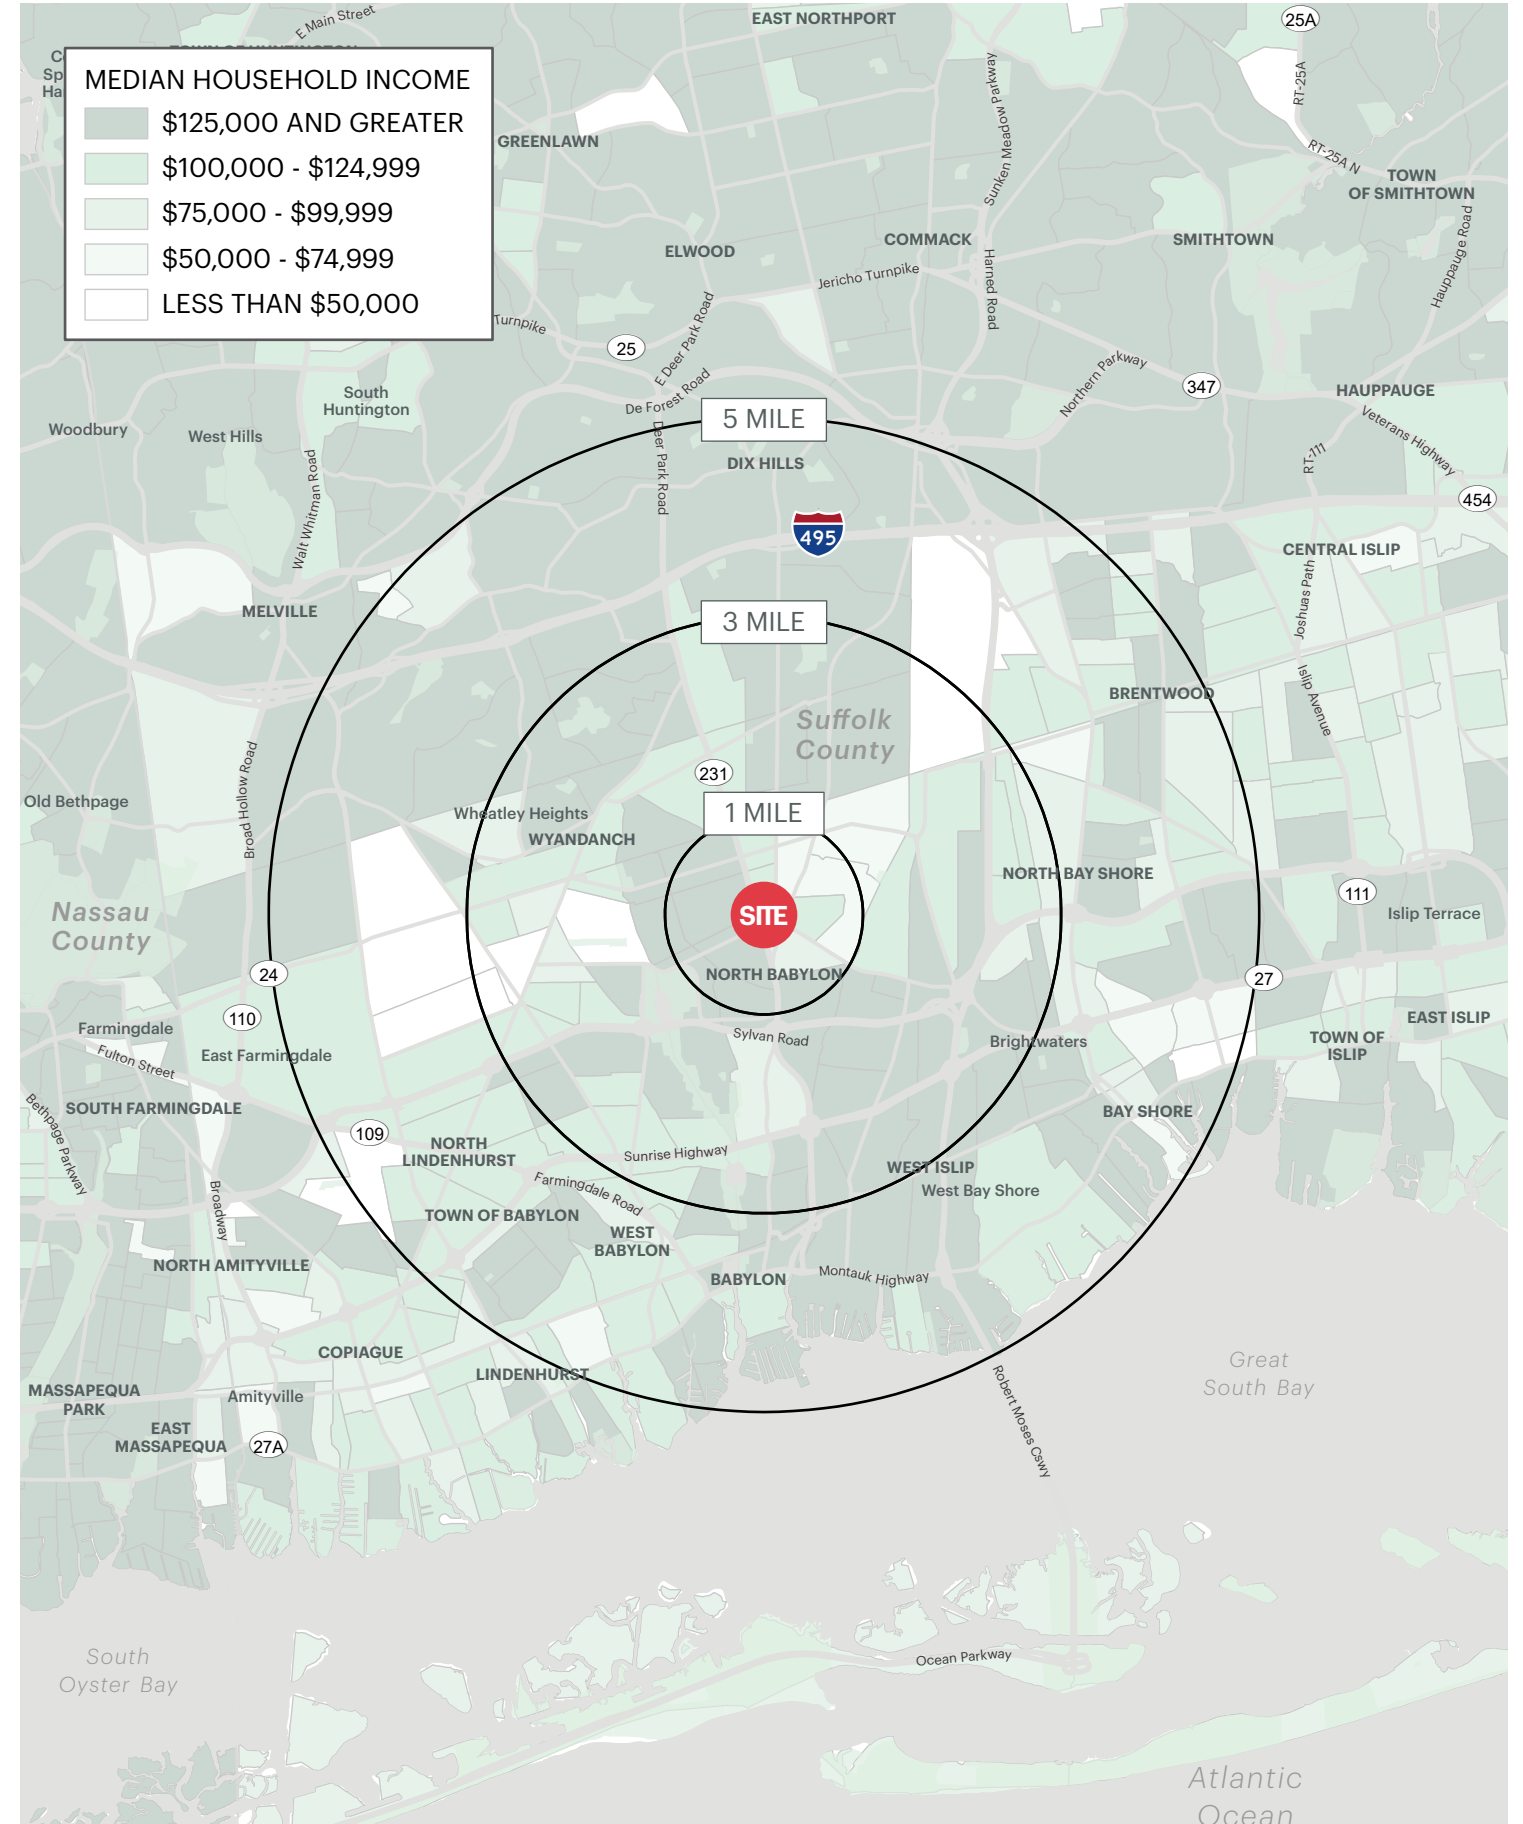 E Main Street
EAST NORTHPORT
25A
MEDIAN HOUSEHOLD INCOME
$125,000 AND GREATER
$100,000 - $124,999
$75,000 - $99,999
$50,000 - $74,999
LESS THAN $50,000
GREENLAWN
Sunken Meadow Parkway
RT-25A
RT-25A N
TOWN
OF SMITHTOWN
ELWOOD
COMMACK
SMITHTOWN
Hauppauge Road
Jericho Turnpike
Harned Road
Turnpike
25
E Deer Park Road
De Forest Road
Northern Parkway
347
HAUPPAUGE
South
Huntington
Woodbury
West Hills
5 MILE
Deer Park Road
DIX HILLS
Veterans Highway
RT-111
454
Walt Whitman Road
495
CENTRAL ISLIP
Joshuas Path
MELVILLE
3 MILE
BRENTWOOD
Islip Avenue
Suffolk
County
Broad Hollow Road
231
Old Bethpage
Wheatley Heights
1 MILE
WYANDANCH
NORTH BAY SHORE
111
Nassau
County
SITE
Islip Terrace
24
NORTH BABYLON
27
110
Farmingdale
EAST ISLIP
Fulton Street
East Farmingdale
Sylvan Road
Brightwaters
TOWN OF
ISLIP
Bethpage Parkway
SOUTH FARMINGDALE
BAY SHORE
109
NORTH
LINDENHURST
Sunrise Highway
WEST ISLIP
Farmingdale Road
West Bay Shore
Broadway
TOWN OF BABYLON
WEST
BABYLON
NORTH AMITYVILLE
BABYLON
Montauk Highway
COPIAGUE
LINDENHURST
Great
South Bay
MASSAPEQUA
PARK
Amityville
Robert Moses Cswy
EAST
MASSAPEQUA
27A
South
Oyster Bay
Ocean Parkway
Atlantic
Ocean